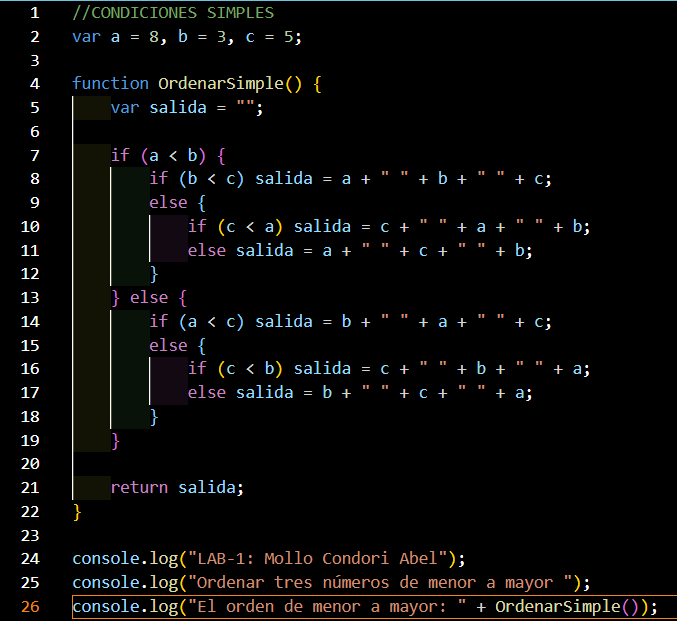 1 //CONDICIONES SIMPLES
2 var a = 8, b = 3, c = 5;
3
4 function OrdenarSimple() {
5     var salida = "";
6
7     if (a < b) {
8         if (b < c) salida = a + " " + b + " " + c;
9         else {
10             if (c < a) salida = c + " " + a + " " + b;
11             else salida = a + " " + c + " " + b;
12         }
13     } else {
14         if (a < c) salida = b + " " + a + " " + c;
15         else {
16             if (c < b) salida = c + " " + b + " " + a;
17             else salida = b + " " + c + " " + a;
18         }
19     }
20
21     return salida;
22 }
23
24 console.log("LAB-1: Mollo Condori Abel");
25 console.log("Ordenar tres números de menor a mayor ");
26 console.log("El orden de menor a mayor: " + OrdenarSimple());